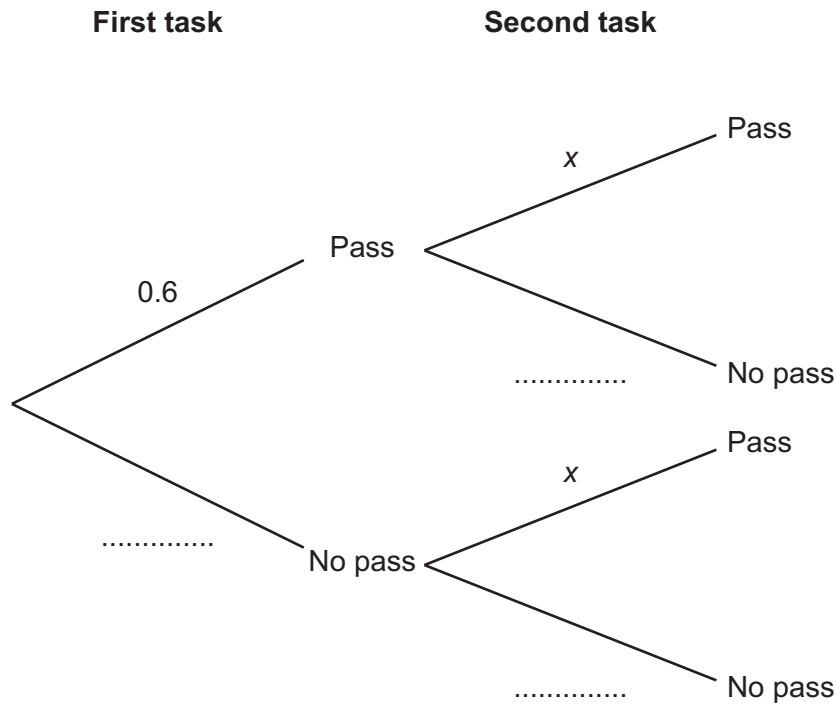 First task Second task
Pass
x
Pass
0.6
..............
No pass
Pass
x
..............
No pass
..............
No pass